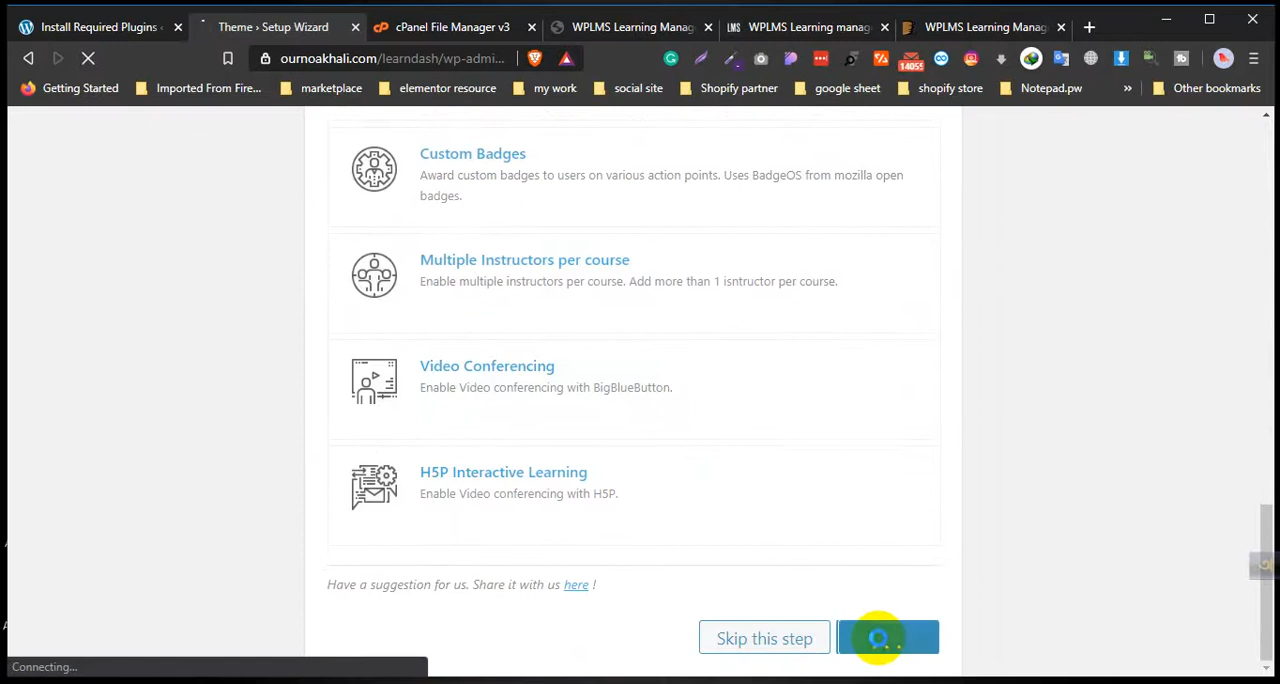 Install Required Plugins ‹
Theme › Setup Wizard
cPanel File Manager v3
WPLMS Learning Manag
LMS
WPLMS Learning manag
WPLMS Learning Manag
ournoakhali.com/learndash/wp-admi...
14055
Getting Started
Imported From Fire...
marketplace
elementor resource
my work
social site
Shopify partner
google sheet
shopify store
Notepad.pw
»
Other bookmarks
Custom Badges
Award custom badges to users on various action points. Uses BadgeOS from mozilla open
badges.
Multiple Instructors per course
Enable multiple instructors per course. Add more than 1 isntructor per course.
Video Conferencing
Enable Video conferencing with BigBlueButton.
H5P Interactive Learning
Enable Video conferencing with H5P.
Have a suggestion for us. Share it with us here !
Skip this step
Connecting...